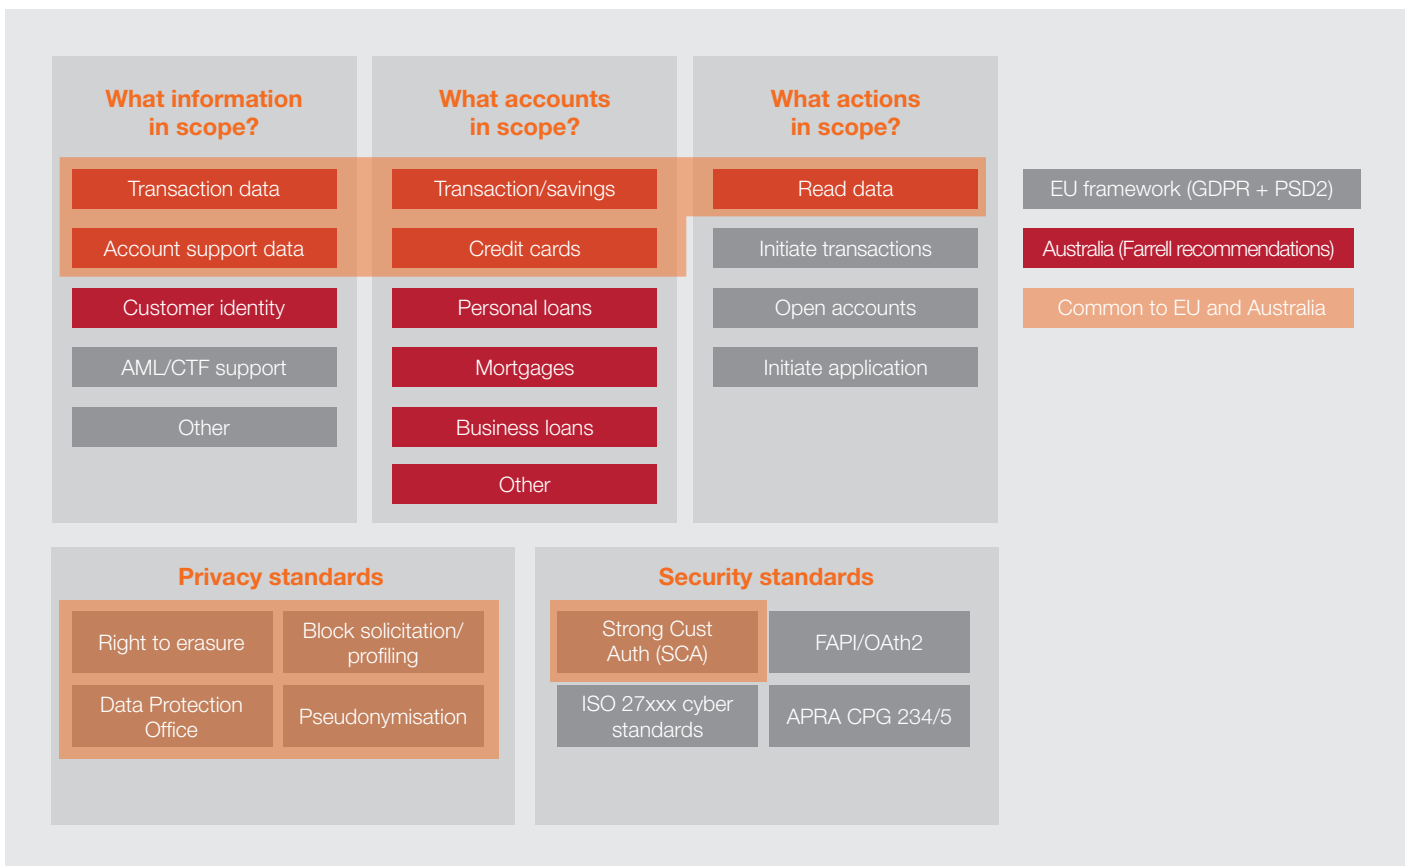 What information
in scope?
Transaction data
Account support data
Customer identity
AML/CTF support
Other
What accounts
in scope?
Transaction/savings
Credit cards
Personal loans
Mortgages
Business loans
Other
What actions
in scope?
Read data
Initiate transactions
Open accounts
Initiate application
EU framework (GDPR + PSD2)
Australia (Farrell recommendations)
Common to EU and Australia
Privacy standards
Right to erasure
Block solicitation/
profiling
Data Protection
Office
Pseudonymisation
Security standards
Strong Cust
Auth (SCA)
FAPI/OAth2
ISO 27xxx cyber
standards
APRA CPG 234/5